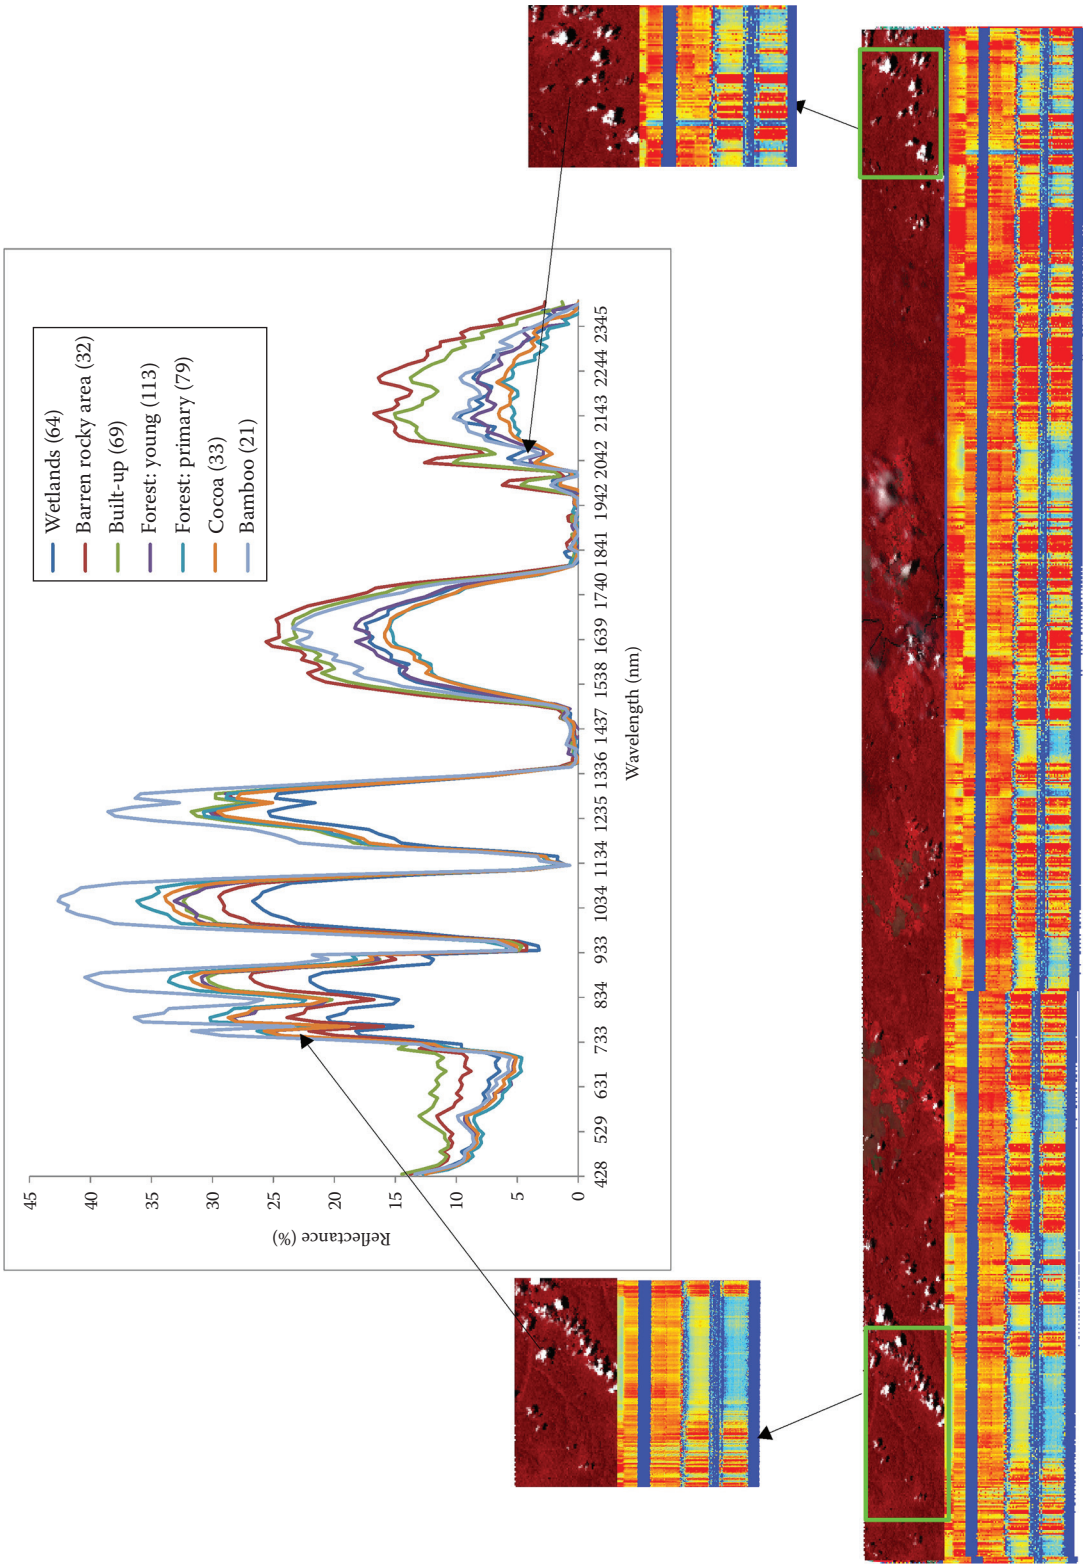 Wetlands (64)
Barren rocky area (32)
Built-up (69)
Forest: young (113)
Forest: primary (79)
Cocoa (33)
Bamboo (21)
45
40
35
30
25
20
15
10
5
0
Reflectance (%)
428 529 631 733 834 933 1034 1134 1235 1336 1437 1538 1639 1740 1841 1942 2042 2143 2244 2345
Wavelength (nm)